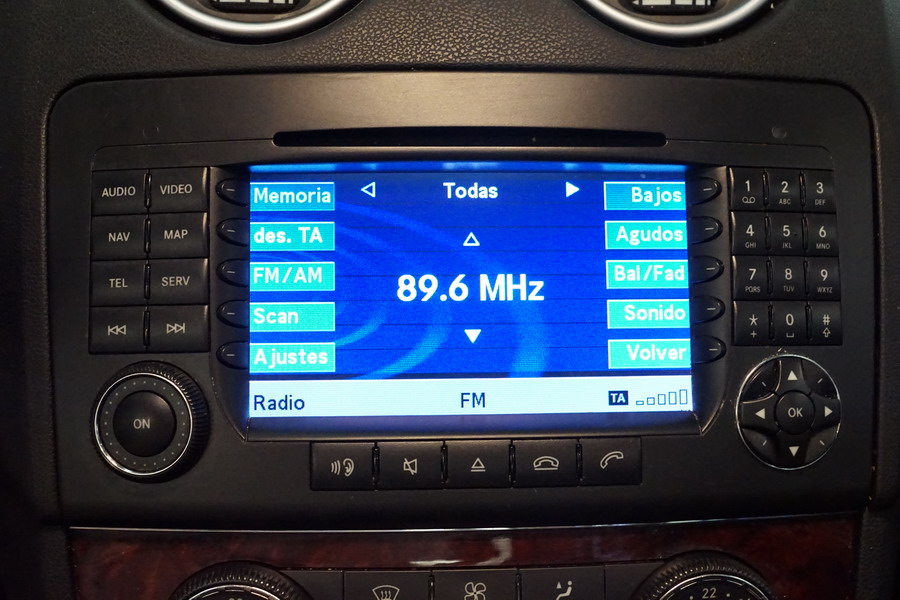 AUDIO VIDEO
NAV MAP
TEL SERV
ON
Memoria
des. TA
FM/AM
Scan
Ajustes
Todas
89.6 MHz
Bajos
Agudos
Bal/Fad
Sonido
Volver
Radio FM TA
1 2 3
ABC DEF
4 5 6
GHI JKL MNO
7 8 9
PQRS TUV WXYZ
* 0 #
+
OK
22